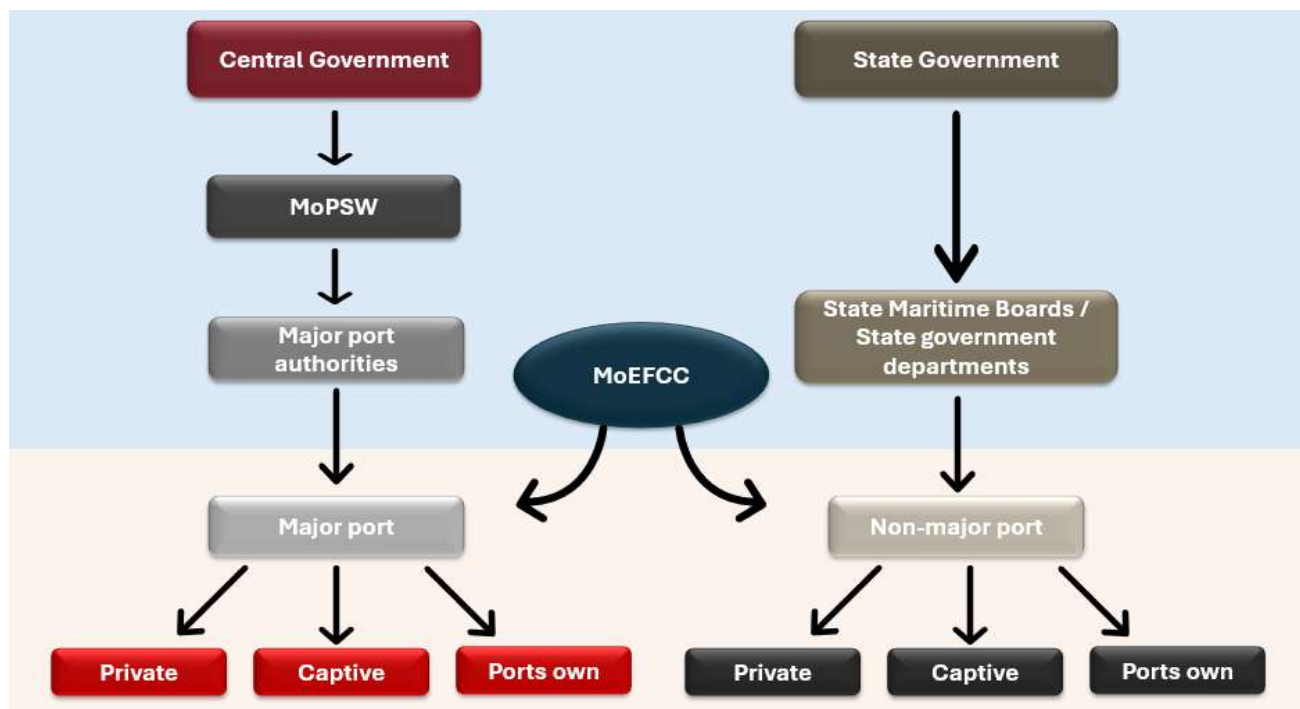 Central Government
State Government
MoPSW
Major port
authorities
MoEFCC
State Maritime Boards /
State government
departments
Major port
Non-major port
Private
Captive
Ports own
Private
Captive
Ports own